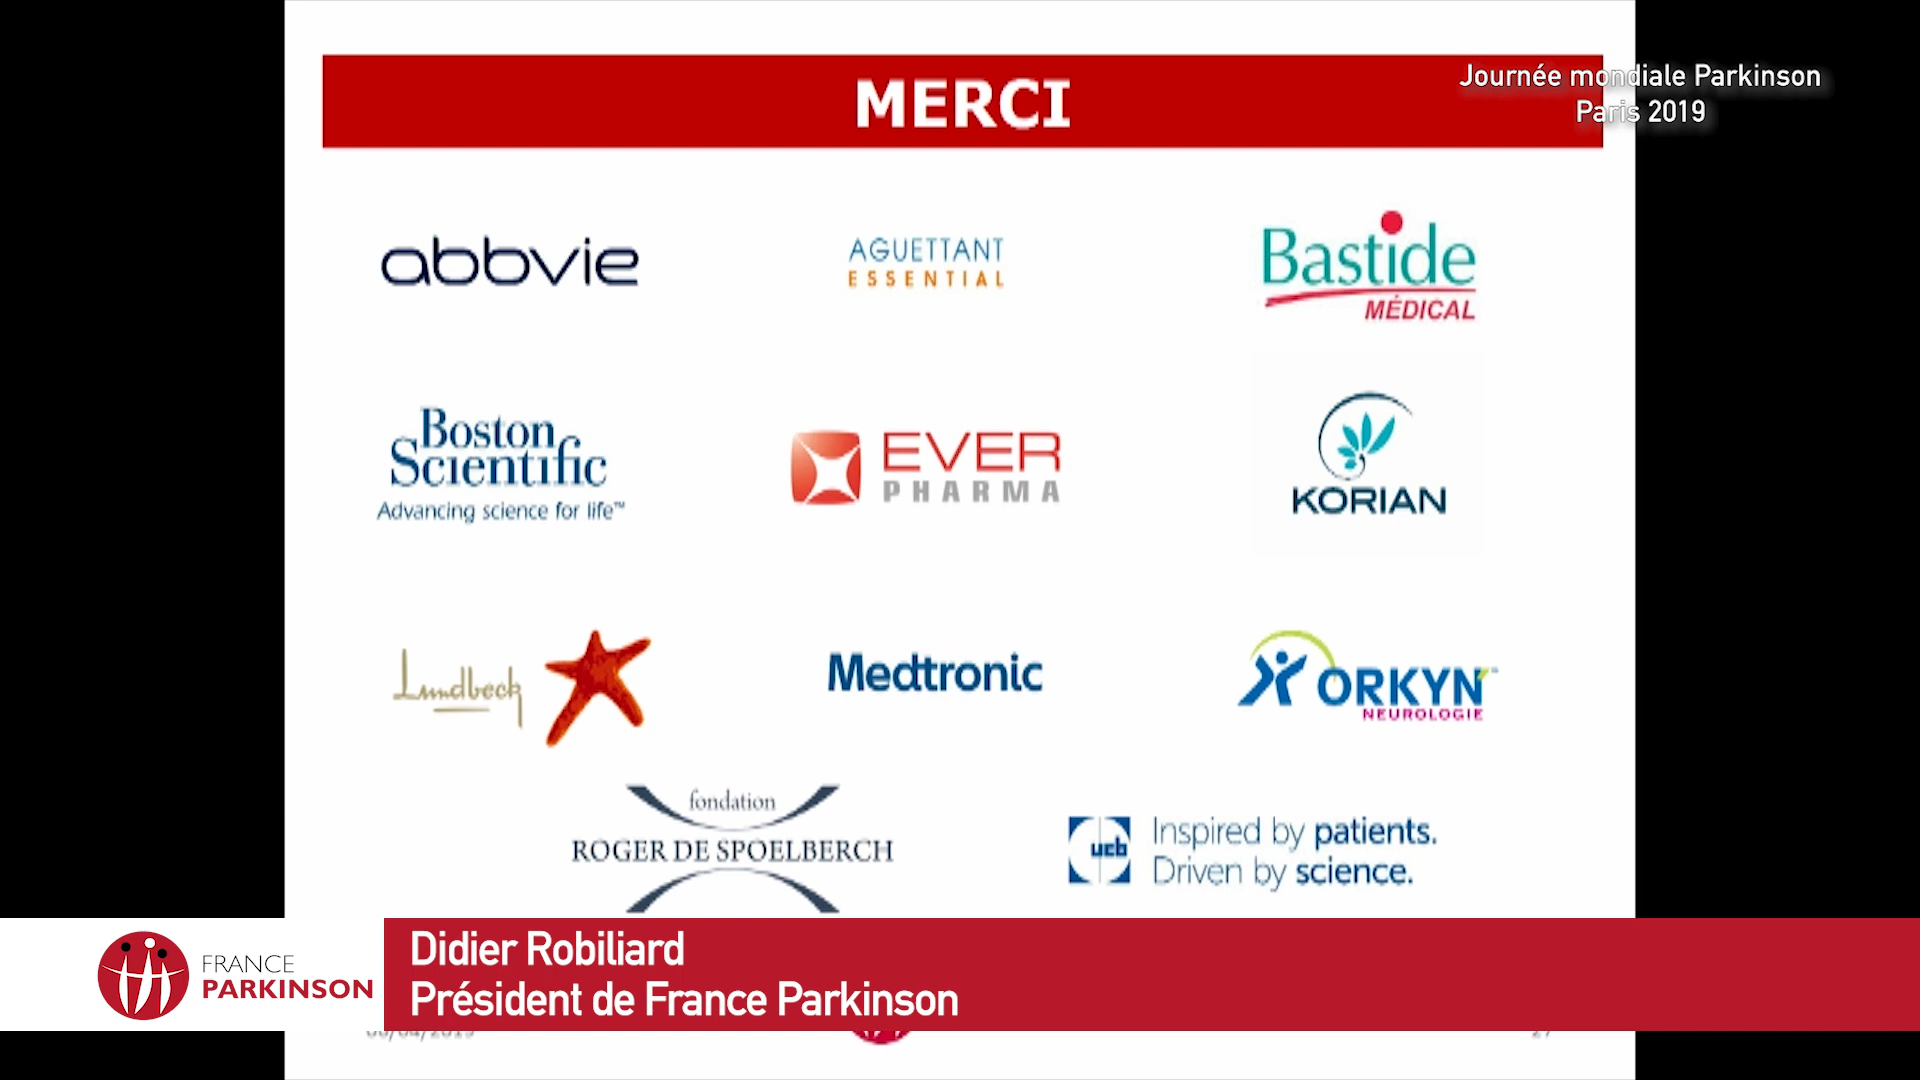 MERCI
Journée mondiale Parkinson
Paris 2019
abbvie
AGUETTANT
ESSENTIAL
Bastide
MÉDICAL
Boston
Scientific
Advancing science for life™
EVER
PHARMA
KORIAN
Lundbeck
Medtronic
ORKYN
NEUROLOGIE
fondation
ROGER DE SPOELBERCH
ucb
Inspired by patients.
Driven by science.
FRANCE
PARKINSON
Didier Robiliard
Président de France Parkinson